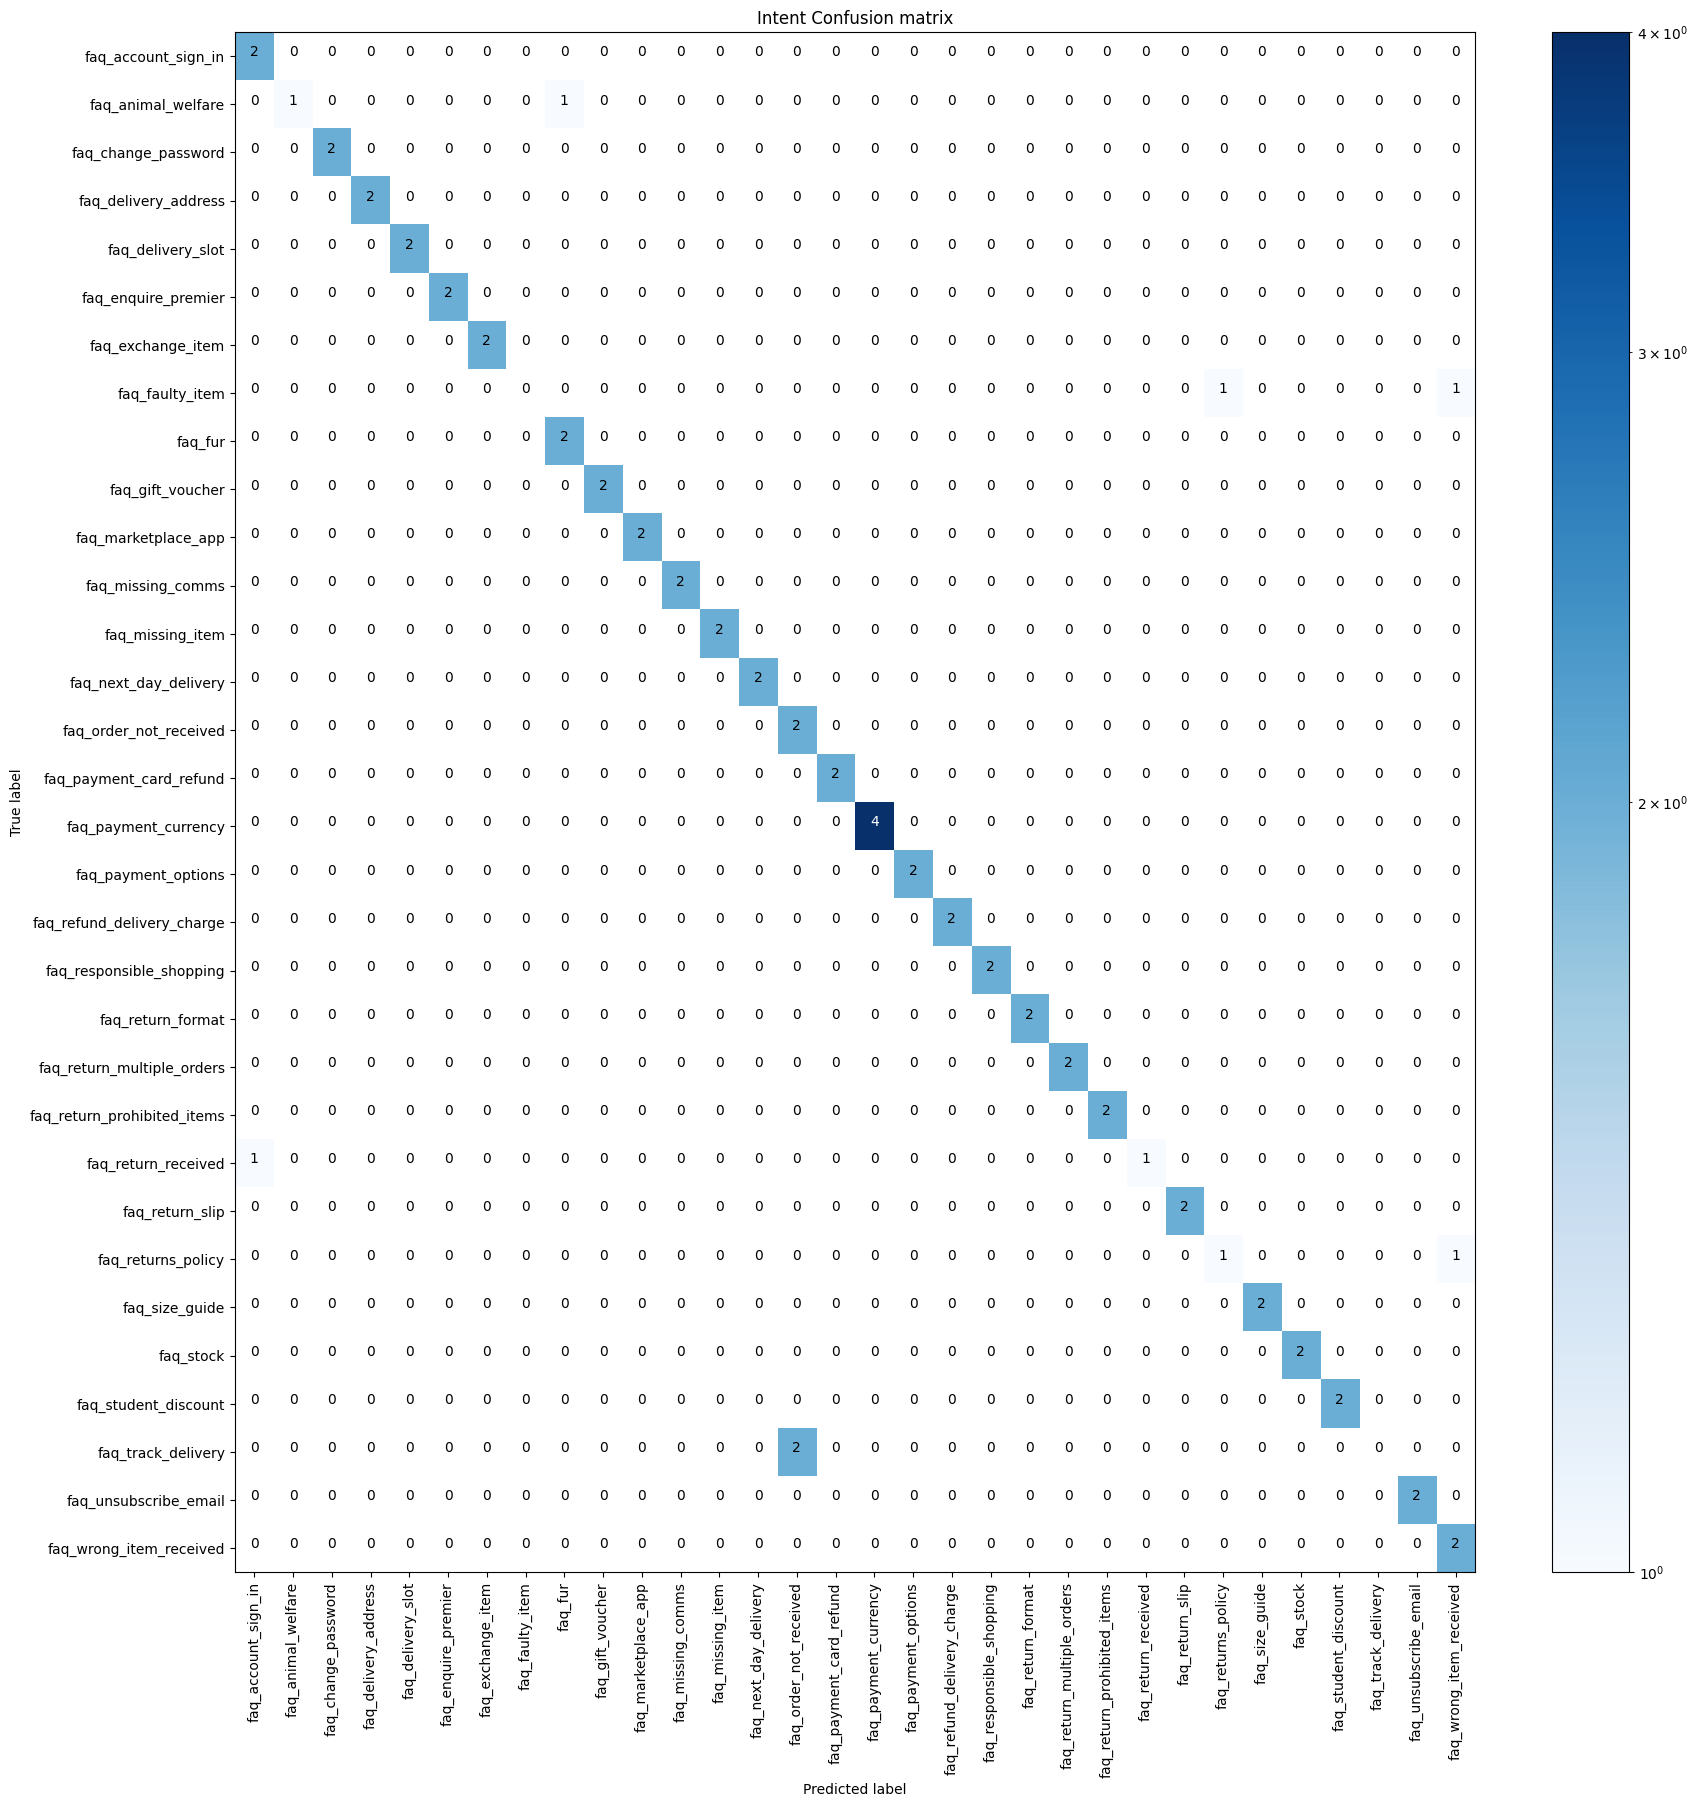 Intent Confusion matrix
True label
faq_account_sign_in 2 0 0 0 0 0 0 0 0 0 0 0 0 0 0 0 0 0 0 0 0 0 0 0 0 0 0 0 0 0 0 0
faq_animal_welfare 0 1 0 0 0 0 0 0 1 0 0 0 0 0 0 0 0 0 0 0 0 0 0 0 0 0 0 0 0 0 0 0
faq_change_password 0 0 2 0 0 0 0 0 0 0 0 0 0 0 0 0 0 0 0 0 0 0 0 0 0 0 0 0 0 0 0 0
faq_delivery_address 0 0 0 2 0 0 0 0 0 0 0 0 0 0 0 0 0 0 0 0 0 0 0 0 0 0 0 0 0 0 0 0
faq_delivery_slot 0 0 0 0 2 0 0 0 0 0 0 0 0 0 0 0 0 0 0 0 0 0 0 0 0 0 0 0 0 0 0 0
faq_enquire_premier 0 0 0 0 0 2 0 0 0 0 0 0 0 0 0 0 0 0 0 0 0 0 0 0 0 0 0 0 0 0 0 0
faq_exchange_item 0 0 0 0 0 0 2 0 0 0 0 0 0 0 0 0 0 0 0 0 0 0 0 0 0 0 0 0 0 0 0 0
faq_faulty_item 0 0 0 0 0 0 0 0 0 0 0 0 0 0 0 0 0 0 0 0 0 0 0 0 0 1 0 0 0 0 0 1
faq_fur 0 0 0 0 0 0 0 0 2 0 0 0 0 0 0 0 0 0 0 0 0 0 0 0 0 0 0 0 0 0 0 0
faq_gift_voucher 0 0 0 0 0 0 0 0 0 2 0 0 0 0 0 0 0 0 0 0 0 0 0 0 0 0 0 0 0 0 0 0
faq_marketplace_app 0 0 0 0 0 0 0 0 0 0 2 0 0 0 0 0 0 0 0 0 0 0 0 0 0 0 0 0 0 0 0 0
faq_missing_comms 0 0 0 0 0 0 0 0 0 0 0 2 0 0 0 0 0 0 0 0 0 0 0 0 0 0 0 0 0 0 0 0
faq_missing_item 0 0 0 0 0 0 0 0 0 0 0 0 2 0 0 0 0 0 0 0 0 0 0 0 0 0 0 0 0 0 0 0
faq_next_day_delivery 0 0 0 0 0 0 0 0 0 0 0 0 0 2 0 0 0 0 0 0 0 0 0 0 0 0 0 0 0 0 0 0
faq_order_not_received 0 0 0 0 0 0 0 0 0 0 0 0 0 0 2 0 0 0 0 0 0 0 0 0 0 0 0 0 0 0 0 0
faq_payment_card_refund 0 0 0 0 0 0 0 0 0 0 0 0 0 0 0 2 0 0 0 0 0 0 0 0 0 0 0 0 0 0 0 0
faq_payment_currency 0 0 0 0 0 0 0 0 0 0 0 0 0 0 0 0 4 0 0 0 0 0 0 0 0 0 0 0 0 0 0 0
faq_payment_options 0 0 0 0 0 0 0 0 0 0 0 0 0 0 0 0 0 2 0 0 0 0 0 0 0 0 0 0 0 0 0 0
faq_refund_delivery_charge 0 0 0 0 0 0 0 0 0 0 0 0 0 0 0 0 0 0 2 0 0 0 0 0 0 0 0 0 0 0 0 0
faq_responsible_shopping 0 0 0 0 0 0 0 0 0 0 0 0 0 0 0 0 0 0 0 2 0 0 0 0 0 0 0 0 0 0 0 0
faq_return_format 0 0 0 0 0 0 0 0 0 0 0 0 0 0 0 0 0 0 0 0 2 0 0 0 0 0 0 0 0 0 0 0
faq_return_multiple_orders 0 0 0 0 0 0 0 0 0 0 0 0 0 0 0 0 0 0 0 0 0 2 0 0 0 0 0 0 0 0 0 0
faq_return_prohibited_items 0 0 0 0 0 0 0 0 0 0 0 0 0 0 0 0 0 0 0 0 0 0 2 0 0 0 0 0 0 0 0 0
faq_return_received 1 0 0 0 0 0 0 0 0 0 0 0 0 0 0 0 0 0 0 0 0 0 0 1 0 0 0 0 0 0 0 0
faq_return_slip 0 0 0 0 0 0 0 0 0 0 0 0 0 0 0 0 0 0 0 0 0 0 0 0 2 0 0 0 0 0 0 0
faq_returns_policy 0 0 0 0 0 0 0 0 0 0 0 0 0 0 0 0 0 0 0 0 0 0 0 0 0 1 0 0 0 0 0 1
faq_size_guide 0 0 0 0 0 0 0 0 0 0 0 0 0 0 0 0 0 0 0 0 0 0 0 0 0 0 2 0 0 0 0 0
faq_stock 0 0 0 0 0 0 0 0 0 0 0 0 0 0 0 0 0 0 0 0 0 0 0 0 0 0 0 2 0 0 0 0
faq_student_discount 0 0 0 0 0 0 0 0 0 0 0 0 0 0 0 0 0 0 0 0 0 0 0 0 0 0 0 0 2 0 0 0
faq_track_delivery 0 0 0 0 0 0 0 0 0 0 0 0 0 0 2 0 0 0 0 0 0 0 0 0 0 0 0 0 0 0 0 0
faq_unsubscribe_email 0 0 0 0 0 0 0 0 0 0 0 0 0 0 0 0 0 0 0 0 0 0 0 0 0 0 0 0 0 0 2 0
faq_wrong_item_received 0 0 0 0 0 0 0 0 0 0 0 0 0 0 0 0 0 0 0 0 0 0 0 0 0 0 0 0 0 0 0 2
faq_account_sign_in
faq_animal_welfare
faq_change_password
faq_delivery_address
faq_delivery_slot
faq_enquire_premier
faq_exchange_item
faq_faulty_item
faq_fur
faq_gift_voucher
faq_marketplace_app
faq_missing_comms
faq_missing_item
faq_next_day_delivery
faq_order_not_received
faq_payment_card_refund
faq_payment_currency
faq_payment_options
faq_refund_delivery_charge
faq_responsible_shopping
faq_return_format
faq_return_multiple_orders
faq_return_prohibited_items
faq_return_received
faq_return_slip
faq_returns_policy
faq_size_guide
faq_stock
faq_student_discount
faq_track_delivery
faq_unsubscribe_email
faq_wrong_item_received
Predicted label
4 × 10⁰
3 × 10⁰
2 × 10⁰
10⁰